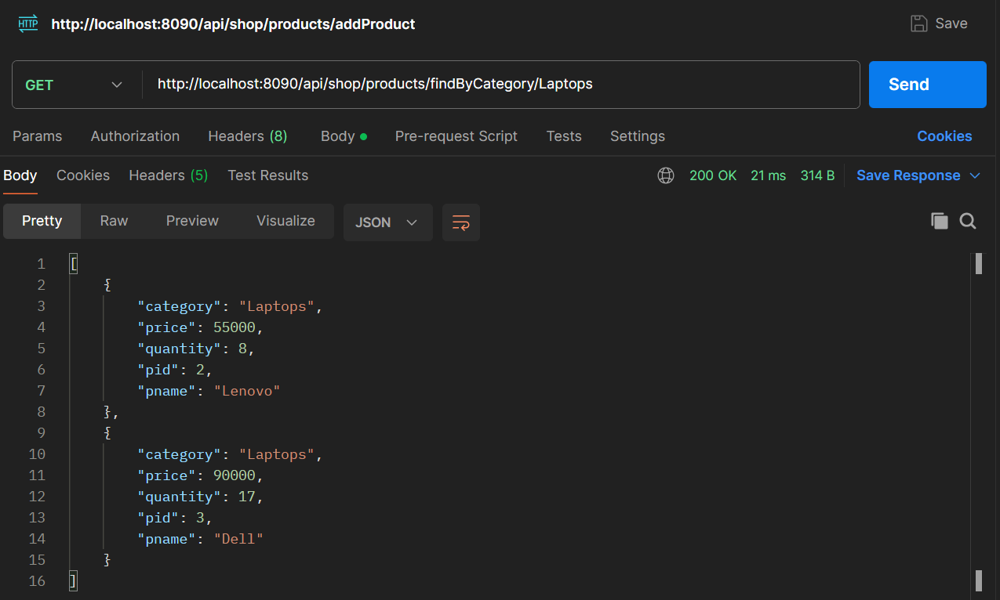 HTTP http://localhost:8090/api/shop/products/addProduct Save
GET http://localhost:8090/api/shop/products/findByCategory/Laptops Send
Params Authorization Headers (8) Body Pre-request Script Tests Settings Cookies
Body Cookies Headers (5) Test Results 200 OK 21 ms 314 B Save Response
Pretty Raw Preview Visualize JSON
1 [
2 {
3 "category": "Laptops",
4 "price": 55000,
5 "quantity": 8,
6 "pid": 2,
7 "pname": "Lenovo"
8 },
9 {
10 "category": "Laptops",
11 "price": 90000,
12 "quantity": 17,
13 "pid": 3,
14 "pname": "Dell"
15 }
16 ]